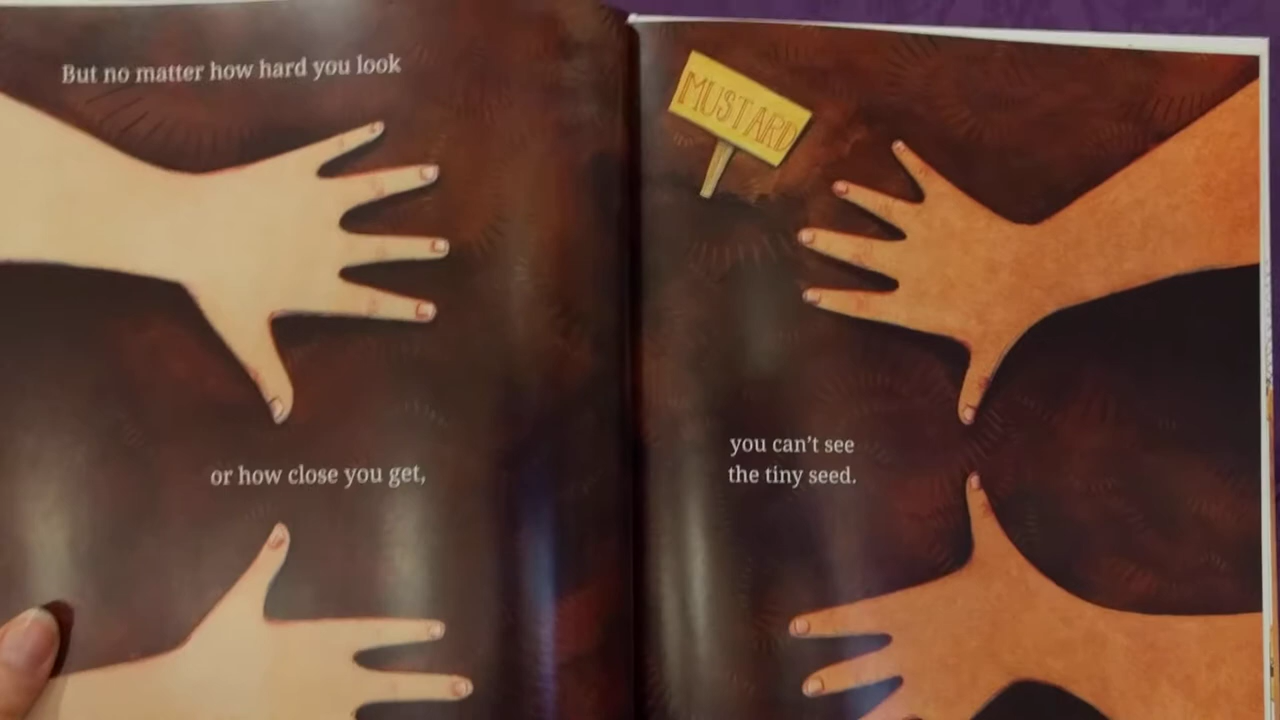 But no matter how hard you look
or how close you get,
MUSTARD
you can't see
the tiny seed.